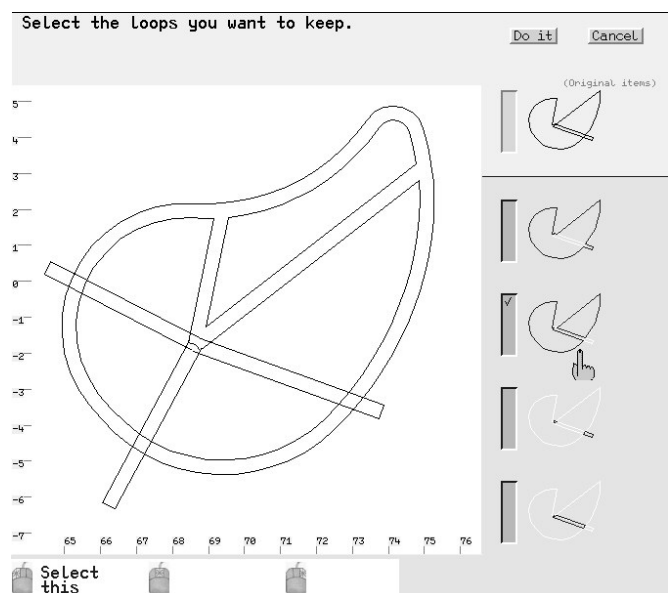 Select the loops you want to keep.
Do it
Cancel
(Original items)
5
4
3
2
1
0
-1
-2
-3
-4
-5
-6
-7
65 66 67 68 69 70 71 72 73 74 75 76
Select
this